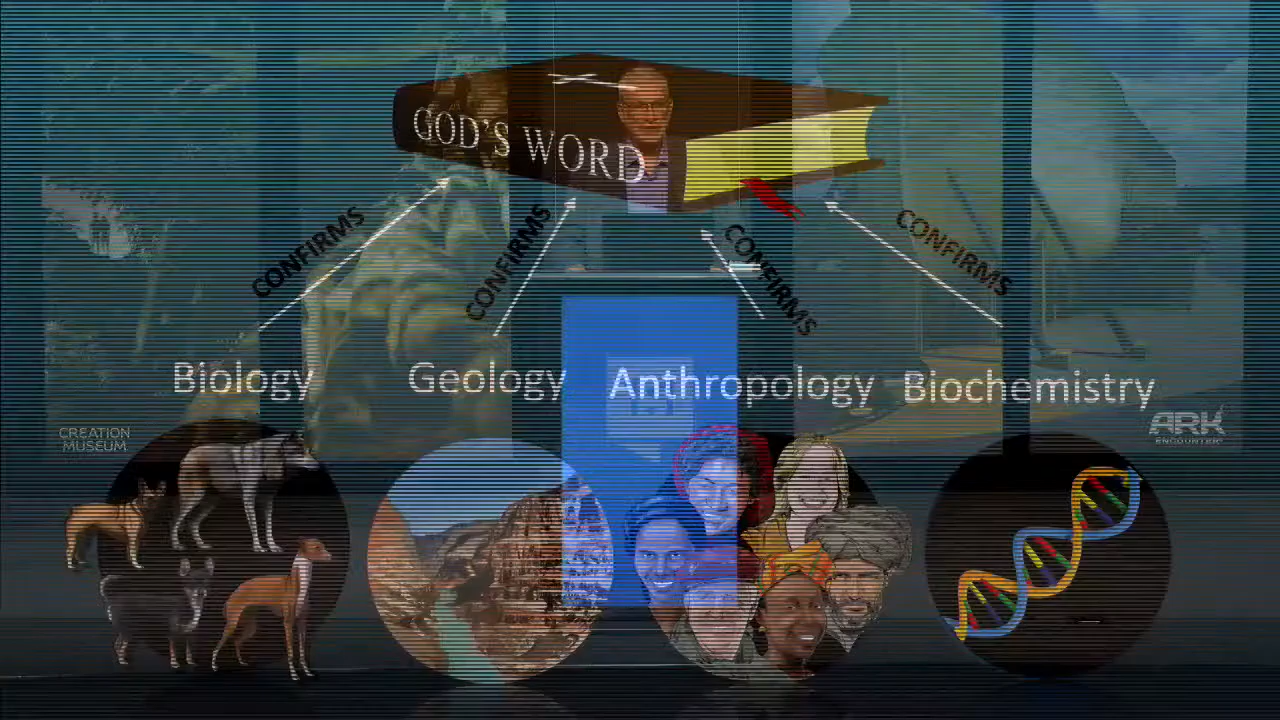 GOD'S WORD
CONFIRMS
CONFIRMS
CONFIRMS
CONFIRMS
Biology
Geology
Anthropology
Biochemistry
CREATION
MUSEUM
ARK
ENCOUNTER